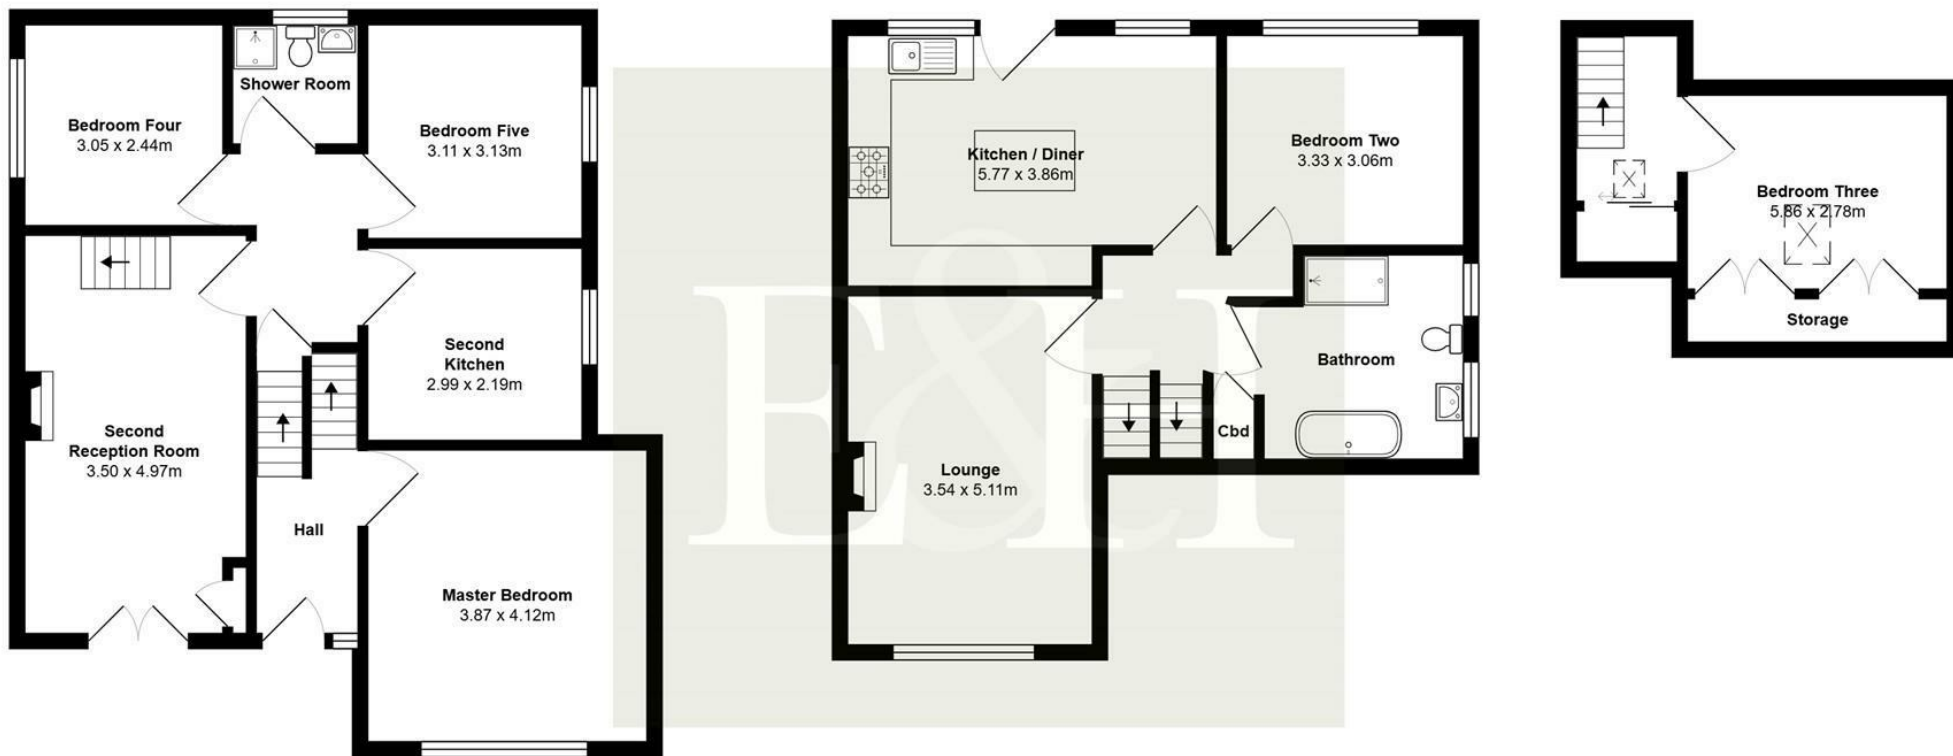 Shower Room
Bedroom Four
3.05 x 2.44m
Bedroom Five
3.11 x 3.13m
Second
Kitchen
2.99 x 2.19m
Second
Reception Room
3.50 x 4.97m
Hall
Master Bedroom
3.87 x 4.12m
Kitchen / Diner
5.77 x 3.86m
Bedroom Two
3.33 x 3.06m
Bathroom
Cbd
Lounge
3.54 x 5.11m
E&H
Bedroom Three
5.86 x 2.78m
Storage